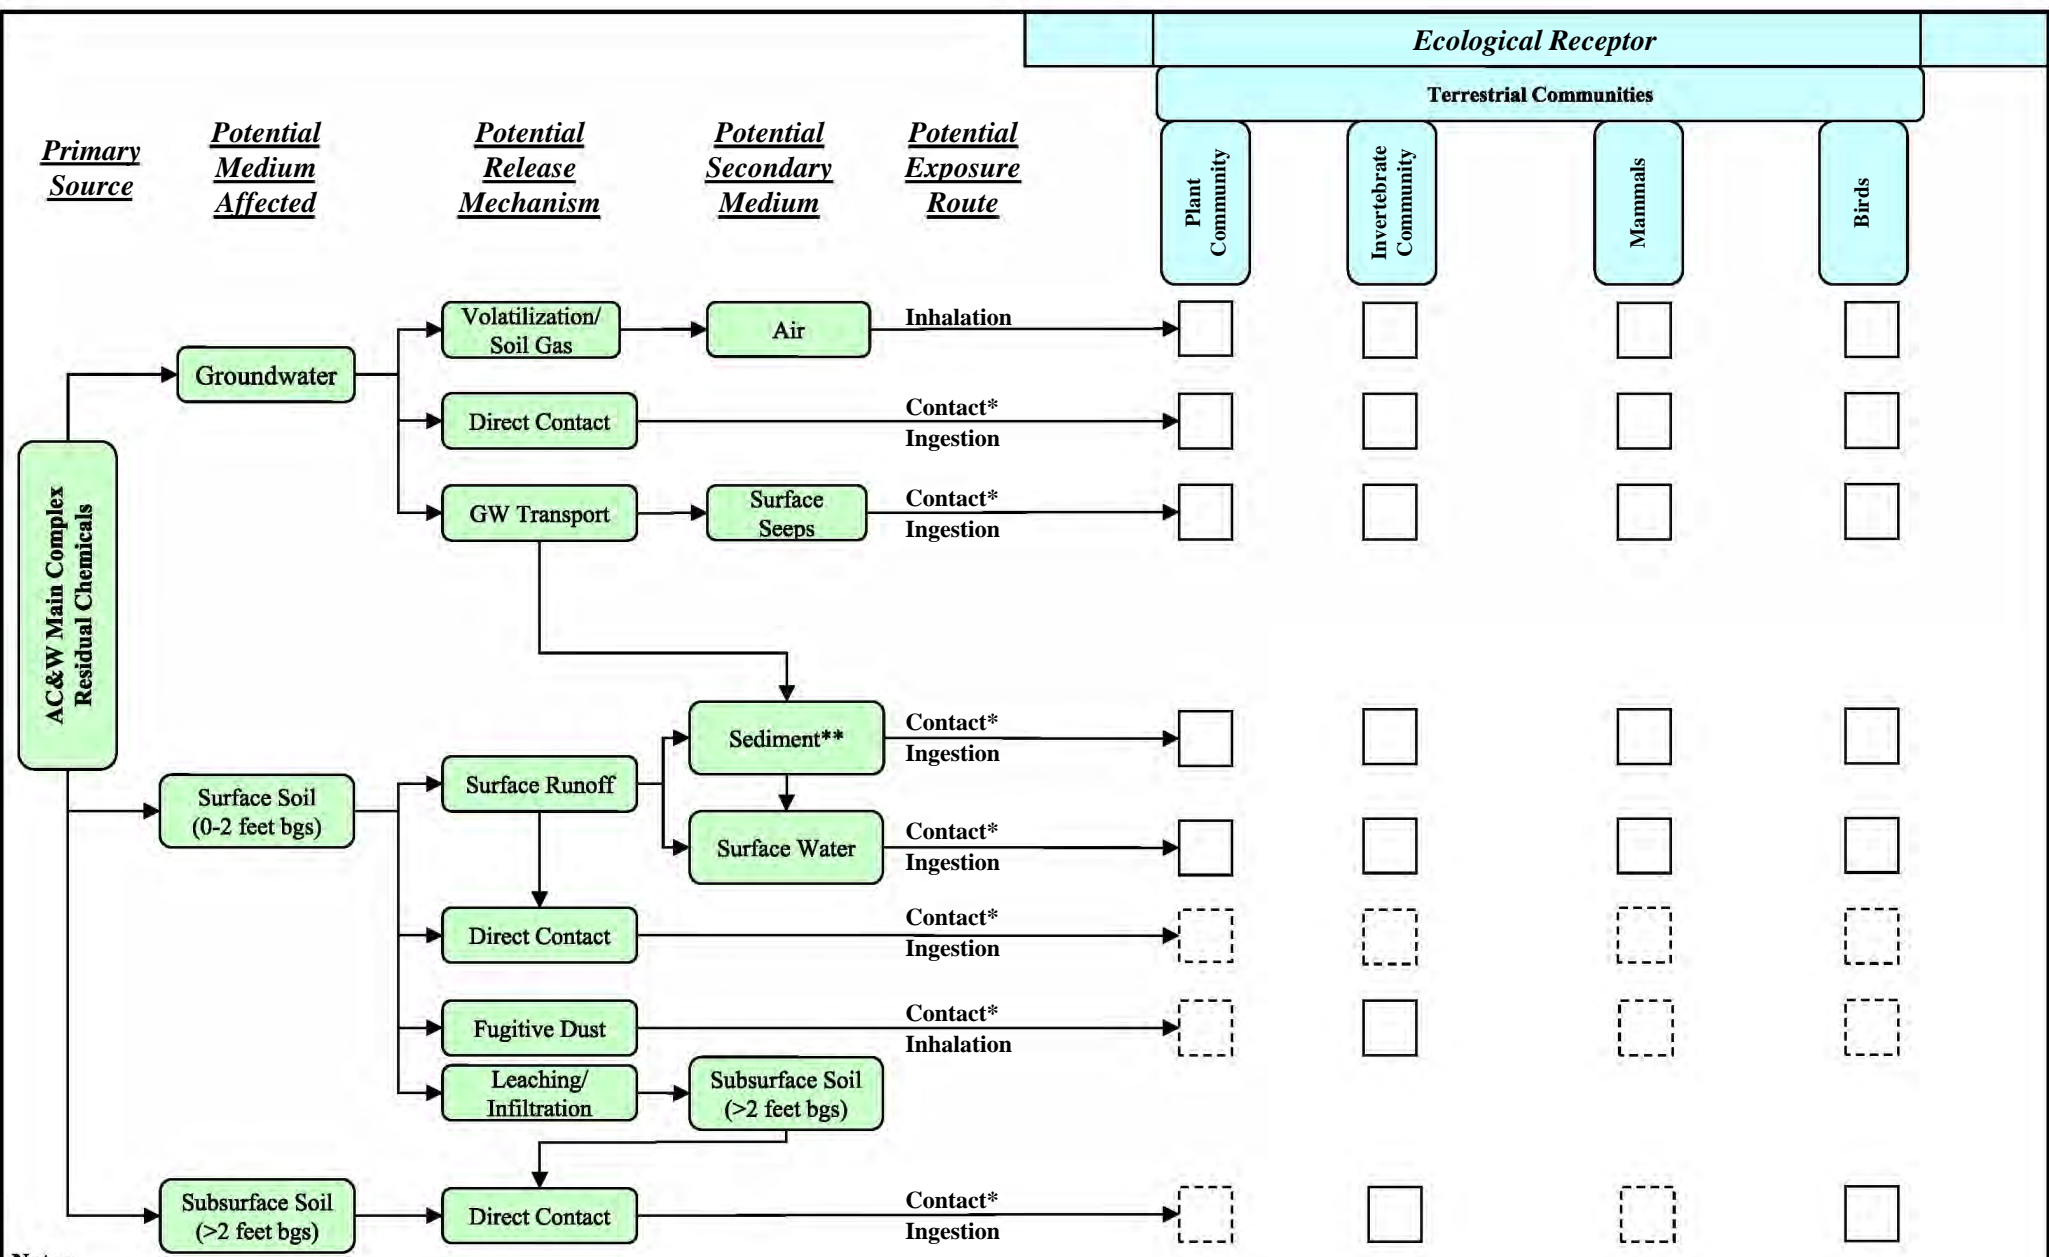 Ecological Receptor
Terrestrial Communities
Primary
Source
Potential
Medium
Affected
Potential
Release
Mechanism
Potential
Secondary
Medium
Potential
Exposure
Route
Plant
Community
Invertebrate
Community
Mammals
Birds
Volatilization/
Soil Gas
Air
Inhalation
Groundwater
Direct Contact
Contact*
Ingestion
GW Transport
Surface
Seeps
Contact*
Ingestion
AC&W Main Complex
Residual Chemicals
Sediment**
Contact*
Ingestion
Surface Soil
(0-2 feet bgs)
Surface Runoff
Surface Water
Contact*
Ingestion
Direct Contact
Contact*
Ingestion
Fugitive Dust
Contact*
Inhalation
Leaching/
Infiltration
Subsurface Soil
(>2 feet bgs)
Subsurface Soil
(>2 feet bgs)
Direct Contact
Contact*
Ingestion